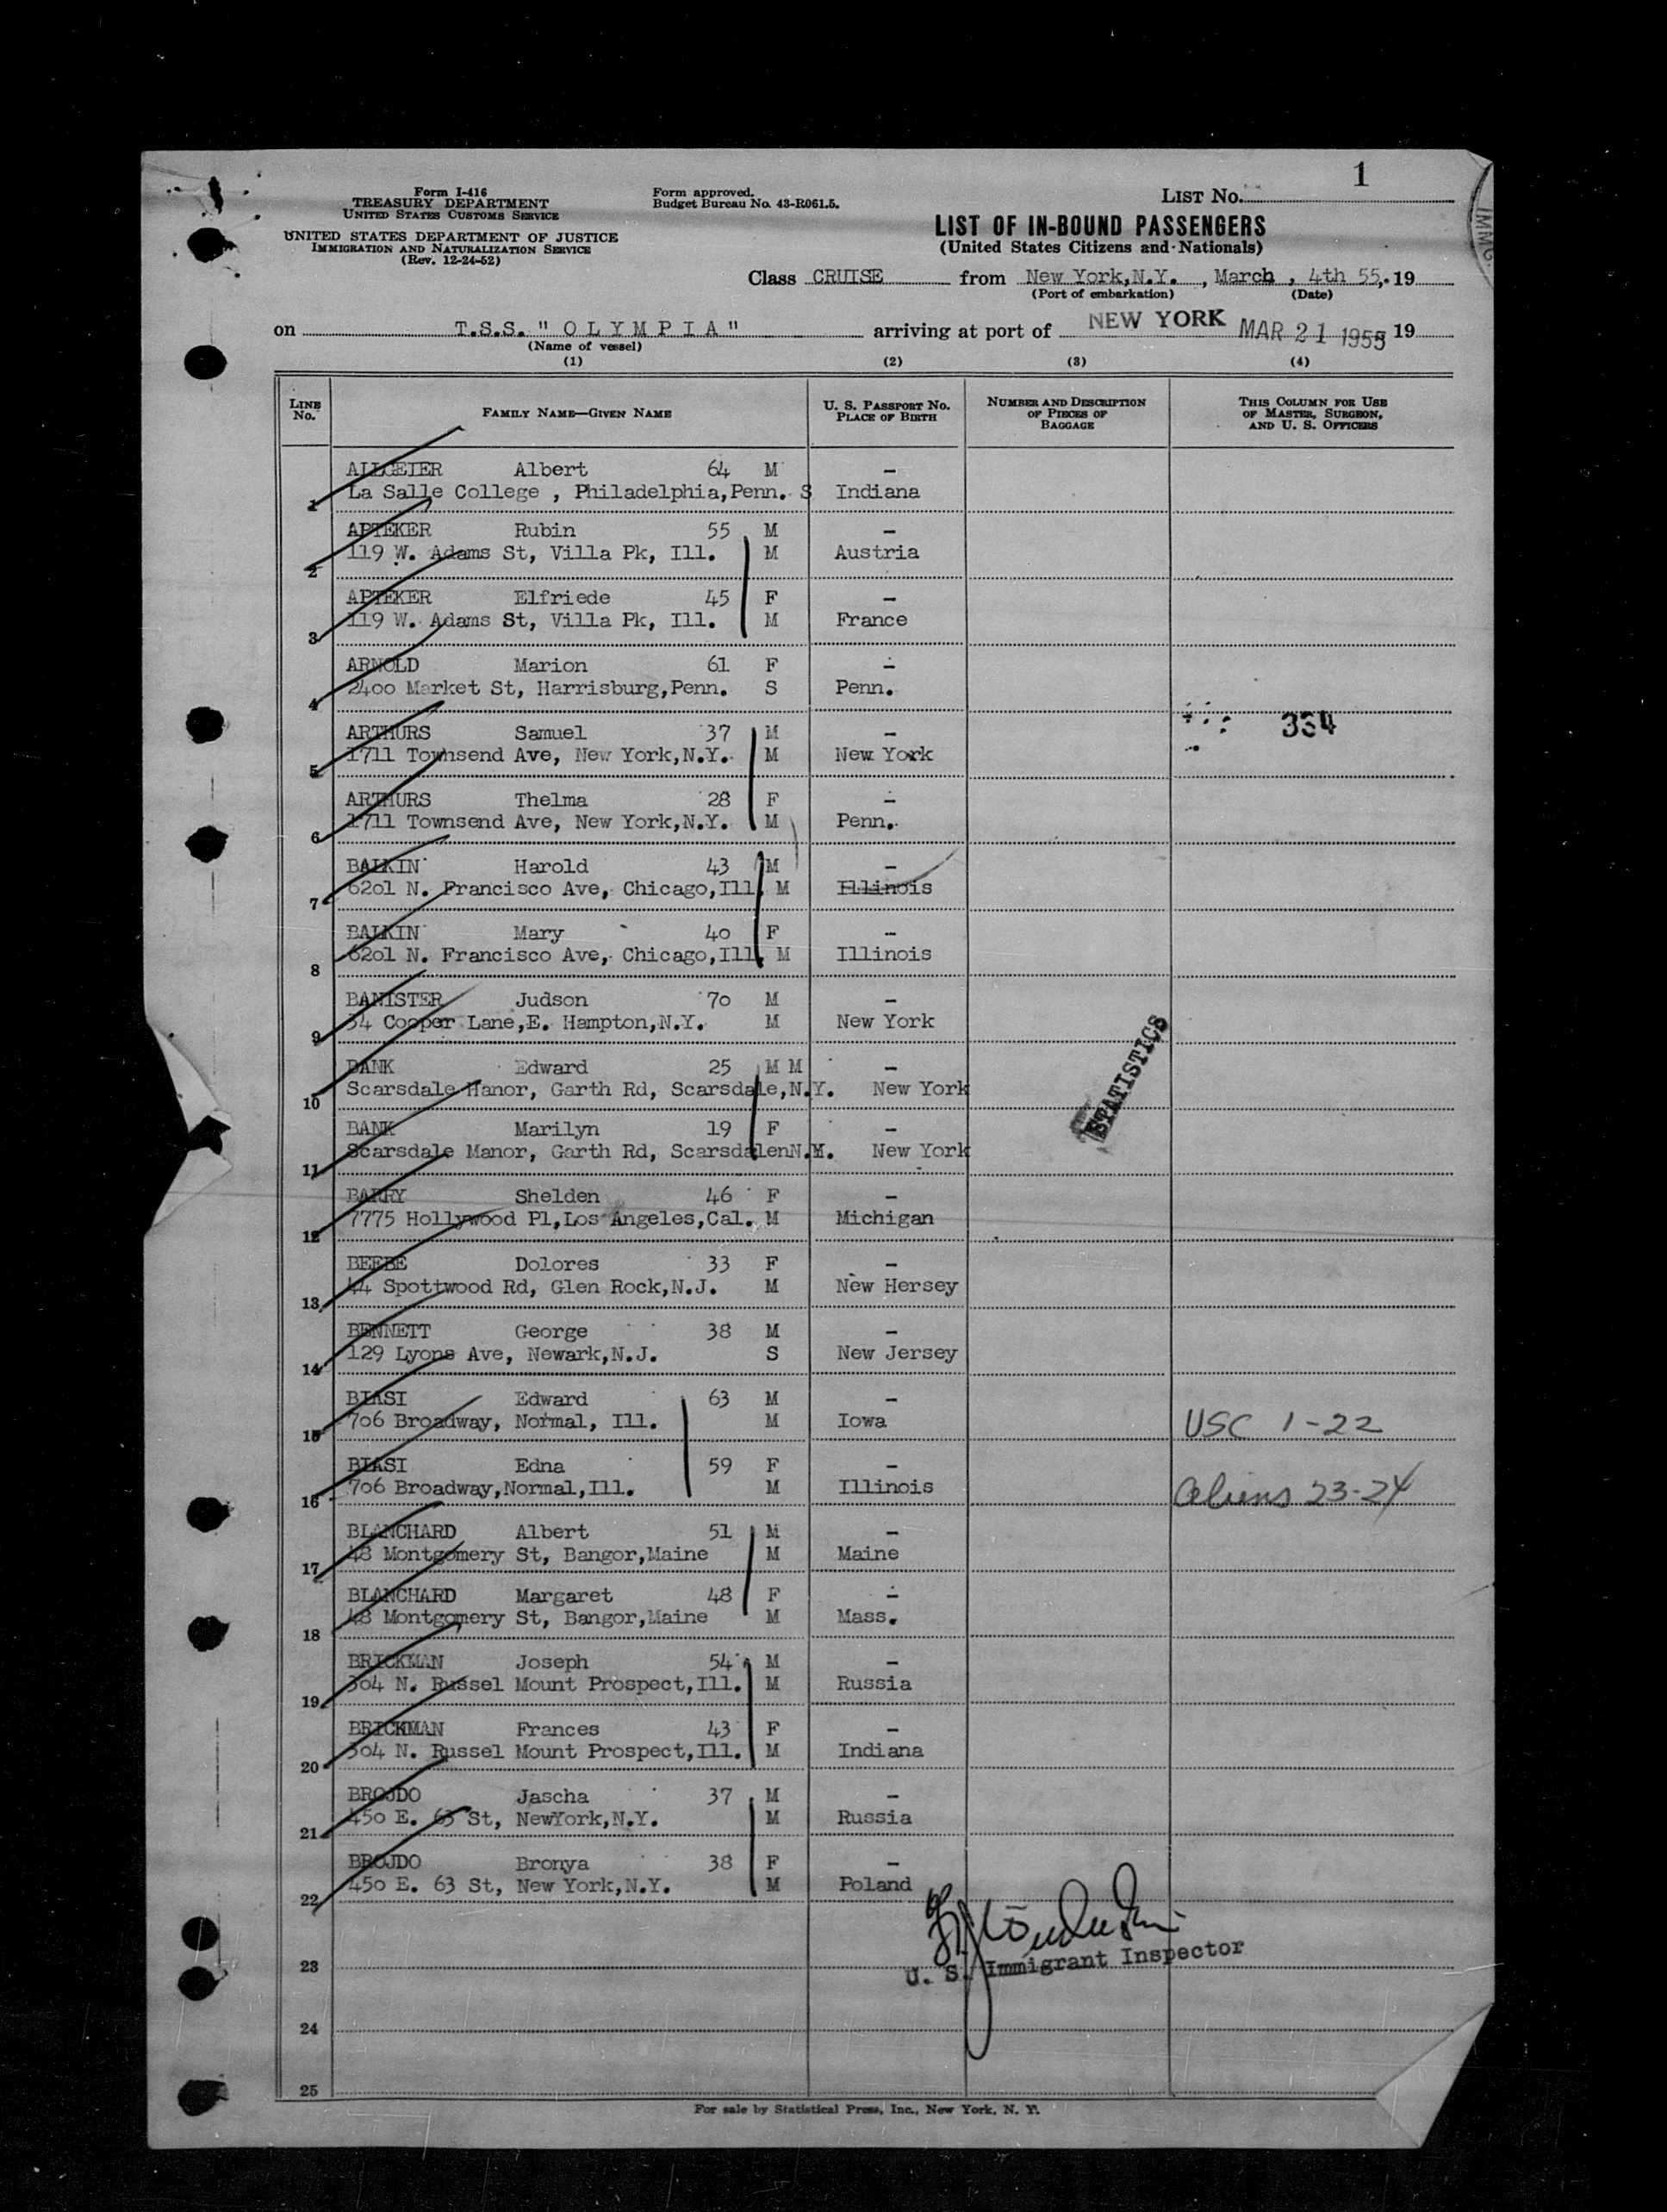 1
Form I-416
TREASURY DEPARTMENT
UNITED STATES CUSTOMS SERVICE
UNITED STATES DEPARTMENT OF JUSTICE
IMMIGRATION AND NATURALIZATION SERVICE
(Rev. 12-24-52)
Form approved.
Budget Bureau No. 43-R061.5.
LIST NO.
LIST OF IN-BOUND PASSENGERS
(United States Citizens and Nationals)
IMMG.
Class CRUISE from New York,N.Y. , March , 4th 55, 19
(Port of embarkation) (Date)
on T.S.S. " O L Y M P I A " arriving at port of NEW YORK MAR 21 1955 19
(Name of vessel)
(1) (2) (3) (4)
LINE No. FAMILY NAME—GIVEN NAME U. S. PASSPORT NO. PLACE OF BIRTH NUMBER AND DESCRIPTION OF PIECES OF BAGGAGE THIS COLUMN FOR USE OF MASTER, SURGEON, AND U. S. OFFICERS
ALLGEIER Albert 64 M -
1 La Salle College , Philadelphia,Penn. S Indiana
APTEKER Rubin 55 M -
2 119 W. Adams St, Villa Pk, Ill. M Austria
APTEKER Elfriede 45 F -
3 119 W. Adams St, Villa Pk, Ill. M France
ARNOLD Marion 61 F -
4 2400 Market St, Harrisburg,Penn. S Penn.
334
ARTHURS Samuel 37 M -
5 1711 Townsend Ave, New York,N.Y. M New York
ARTHURS Thelma 28 F -
6 1711 Townsend Ave, New York,N.Y. M Penn.
BALKIN Harold 43 M -
7 6201 N. Francisco Ave, Chicago,Ill. M Illinois
BALKIN Mary 40 F -
8 6201 N. Francisco Ave, Chicago,Ill. M Illinois
BANISTER Judson 70 M -
9 34 Cooper Lane,E. Hampton,N.Y. M New York
BANK Edward 25 M M -
10 Scarsdale Manor, Garth Rd, Scarsdale,N.Y. New York
STATISTICS
BANK Marilyn 19 F -
11 Scarsdale Manor, Garth Rd, ScarsdalenN.Y. New York
BARRY Shelden 46 F -
12 7775 Hollywood Pl,Los Angeles,Cal. M Michigan
BEEBE Dolores 33 F -
13 44 Spottwood Rd, Glen Rock,N.J. M New Hersey
BENNETT George 38 M -
14 129 Lyons Ave, Newark,N.J. S New Jersey
BIASI Edward 63 M -
15 706 Broadway, Normal, Ill. M Iowa USC 1-22
BIASI Edna 59 F -
16 706 Broadway,Normal,Ill. M Illinois Aliens 23-24
BLANCHARD Albert 51 M -
17 48 Montgomery St, Bangor,Maine M Maine
BLANCHARD Margaret 48 F -
18 48 Montgomery St, Bangor,Maine M Mass.
BRICKMAN Joseph 54 M -
19 304 N. Russel Mount Prospect,Ill. M Russia
BRICKMAN Frances 43 F -
20 304 N. Russel Mount Prospect,Ill. M Indiana
BROJDO Jascha 37 M -
21 450 E. 63 St, NewYork,N.Y. M Russia
BROJDO Bronya 38 F -
22 450 E. 63 St, New York,N.Y. M Poland
23 U. S. Immigrant Inspector
24
25
For sale by Statistical Press, Inc., New York, N. Y.